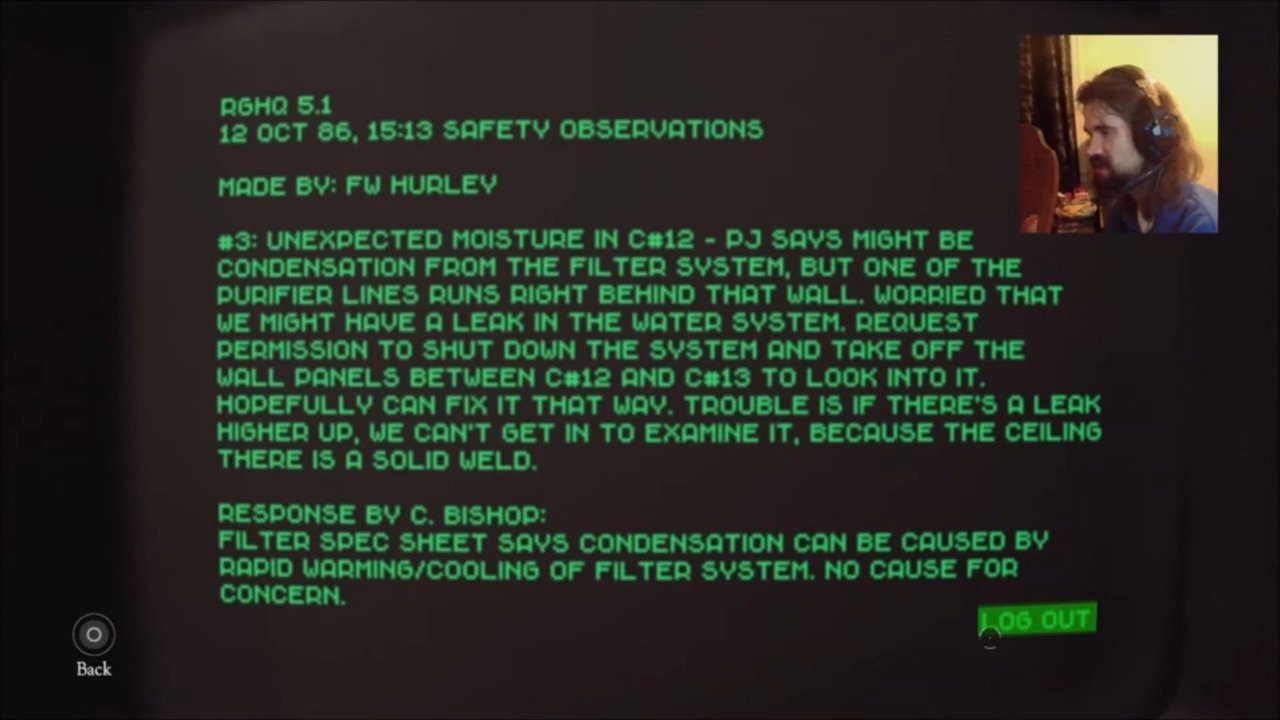 RGHQ 5.1
12 OCT 86, 15:13 SAFETY OBSERVATIONS
MADE BY: FW HURLEY
#3: UNEXPECTED MOISTURE IN C#12 - PJ SAYS MIGHT BE
CONDENSATION FROM THE FILTER SYSTEM, BUT ONE OF THE
PURIFIER LINES RUNS RIGHT BEHIND THAT WALL. WORRIED THAT
WE MIGHT HAVE A LEAK IN THE WATER SYSTEM. REQUEST
PERMISSION TO SHUT DOWN THE SYSTEM AND TAKE OFF THE
WALL PANELS BETWEEN C#12 AND C#13 TO LOOK INTO IT.
HOPEFULLY CAN FIX IT THAT WAY. TROUBLE IS IF THERE'S A LEAK
HIGHER UP, WE CAN'T GET IN TO EXAMINE IT, BECAUSE THE CEILING
THERE IS A SOLID WELD.
RESPONSE BY C. BISHOP:
FILTER SPEC SHEET SAYS CONDENSATION CAN BE CAUSED BY
RAPID WARMING/COOLING OF FILTER SYSTEM. NO CAUSE FOR
CONCERN.
LOG OUT
Back